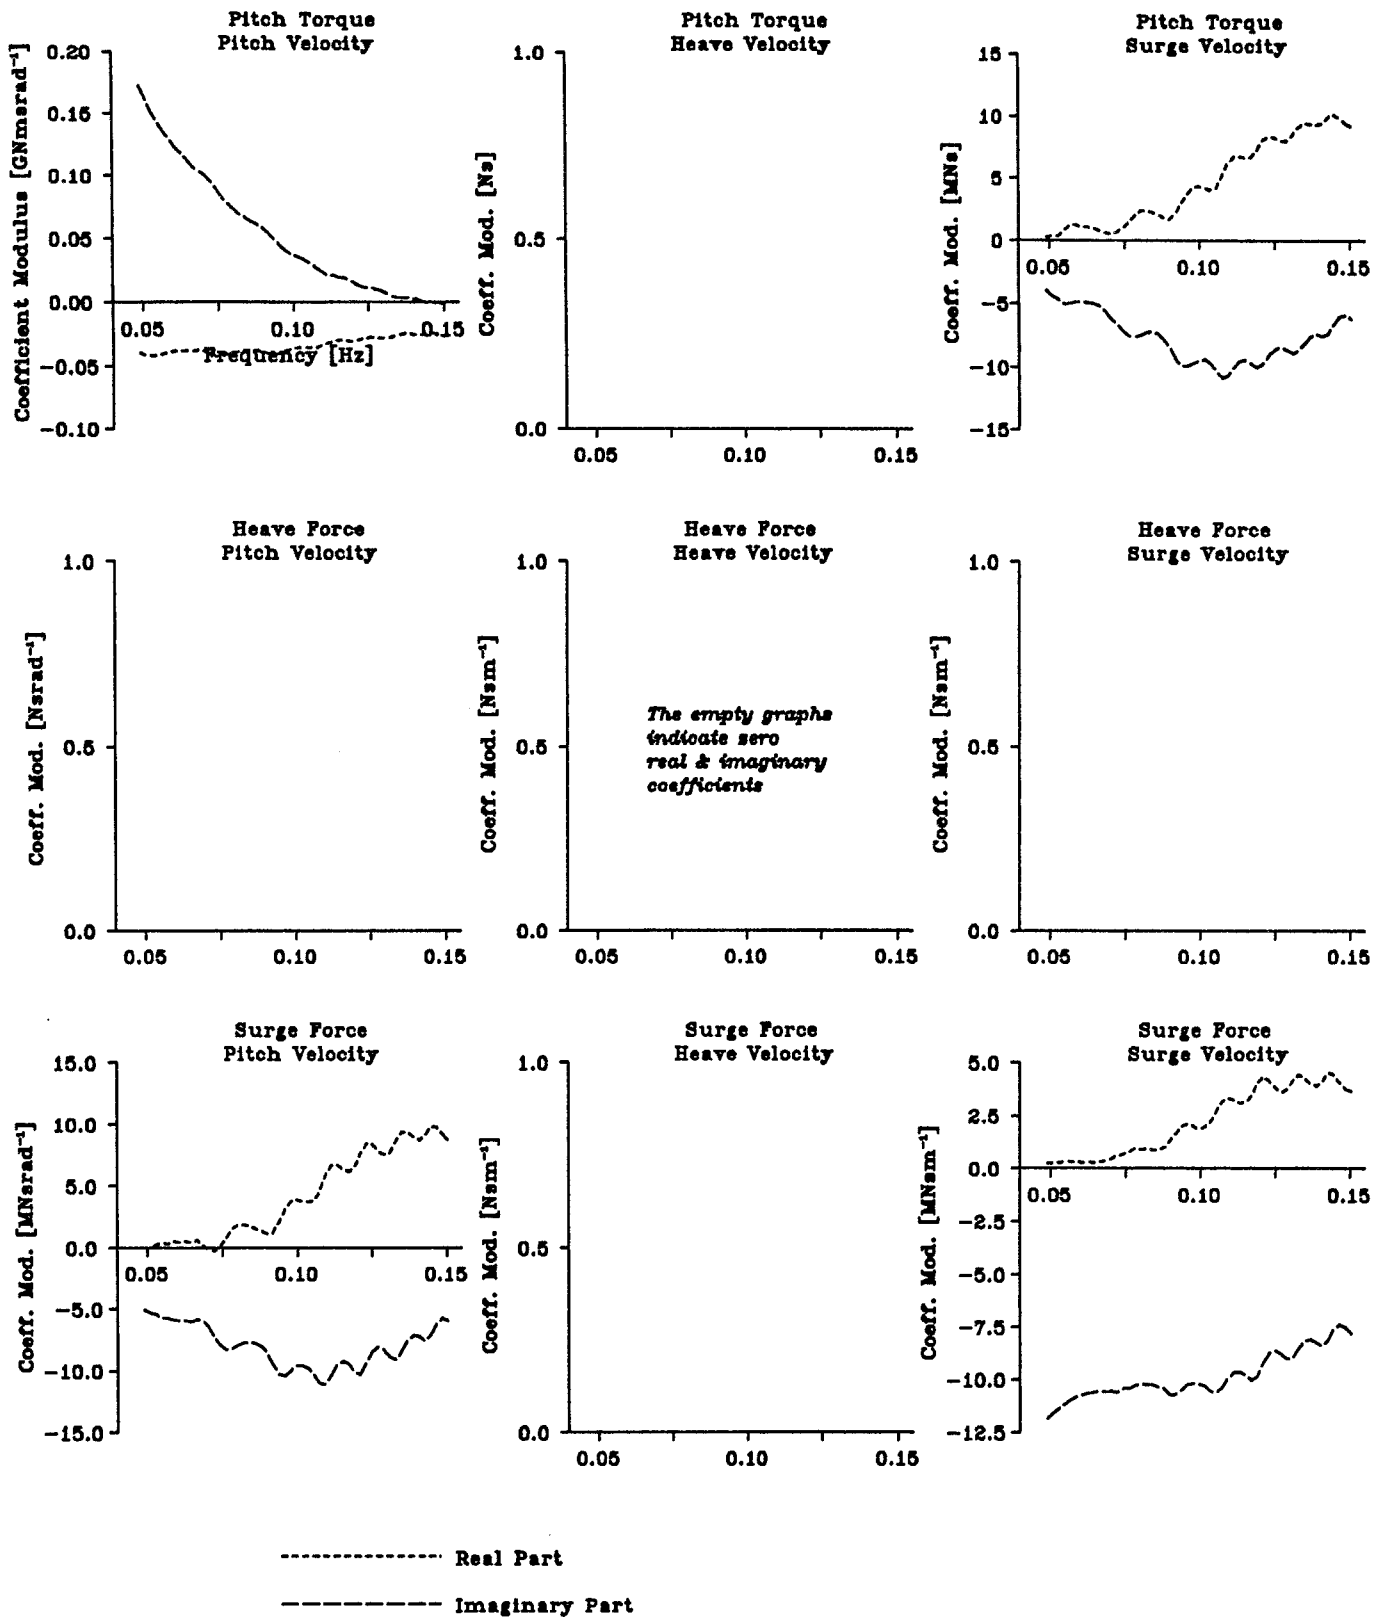 Pitch Torque
Pitch Velocity
Coefficient Modulus [GNmsrad⁻¹]
0.20
0.15
0.10
0.05
0.00
−0.05
−0.10
0.05
0.10
0.15
Frequency [Hz]
Pitch Torque
Heave Velocity
Coeff. Mod. [Ns]
1.0
0.5
0.0
0.05
0.10
0.15
Pitch Torque
Surge Velocity
Coeff. Mod. [MNs]
15
10
5
0
−5
−10
−15
0.05
0.10
0.15
Heave Force
Pitch Velocity
Coeff. Mod. [Nsrad⁻¹]
1.0
0.5
0.0
0.05
0.10
0.15
Heave Force
Heave Velocity
Coeff. Mod. [Nsm⁻¹]
1.0
0.5
0.0
The empty graphs
indicate zero
real & imaginary
coefficients
0.05
0.10
0.15
Heave Force
Surge Velocity
Coeff. Mod. [Nsm⁻¹]
1.0
0.5
0.0
0.05
0.10
0.15
Surge Force
Pitch Velocity
Coeff. Mod. [MNsrad⁻¹]
15.0
10.0
5.0
0.0
−5.0
−10.0
−15.0
0.05
0.10
0.15
Surge Force
Heave Velocity
Coeff. Mod. [Nsm⁻¹]
1.0
0.5
0.0
0.05
0.10
0.15
Surge Force
Surge Velocity
Coeff. Mod. [MNsm⁻¹]
5.0
2.5
0.0
−2.5
−5.0
−7.5
−10.0
−12.5
0.05
0.10
0.15
Real Part
Imaginary Part